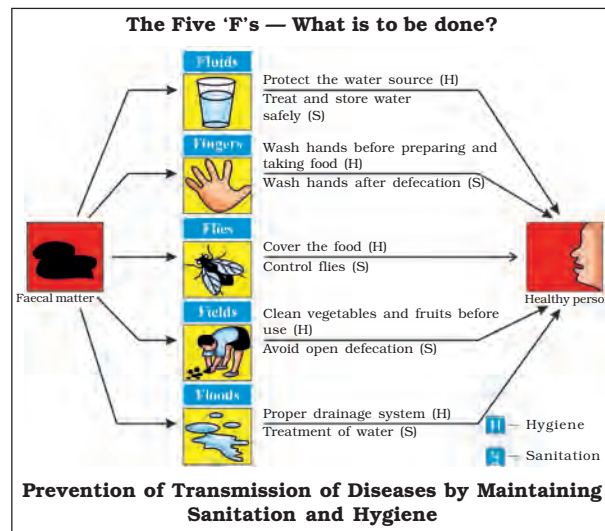 The Five 'F's — What is to be done?
Fluids
Protect the water source (H)
Treat and store water
safely (S)
Fingers
Wash hands before preparing and
taking food (H)
Wash hands after defecation (S)
Flies
Cover the food (H)
Control flies (S)
Faecal matter
Healthy perso
Fields
Clean vegetables and fruits before
use (H)
Avoid open defecation (S)
Floods
Proper drainage system (H)
Treatment of water (S)
H — Hygiene
S — Sanitation
Prevention of Transmission of Diseases by Maintaining
Sanitation and Hygiene